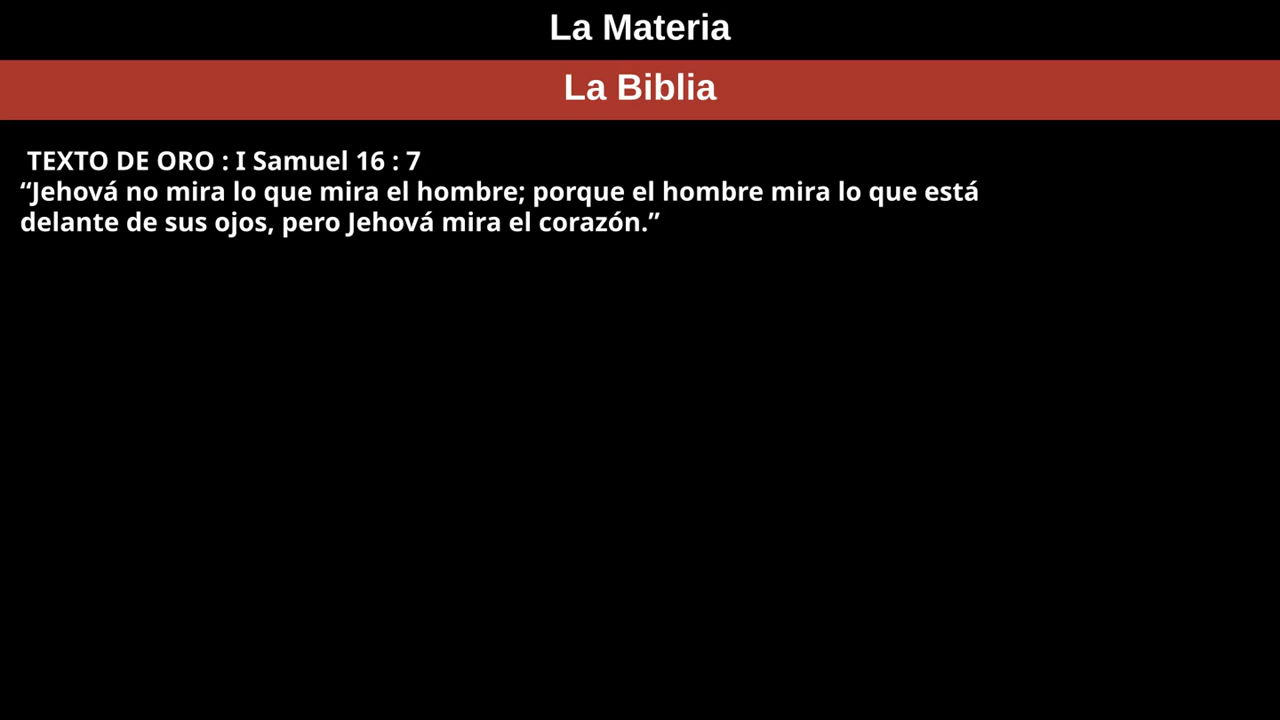 La Materia
La Biblia
TEXTO DE ORO : I Samuel 16 : 7
“Jehová no mira lo que mira el hombre; porque el hombre mira lo que está
delante de sus ojos, pero Jehová mira el corazón.”